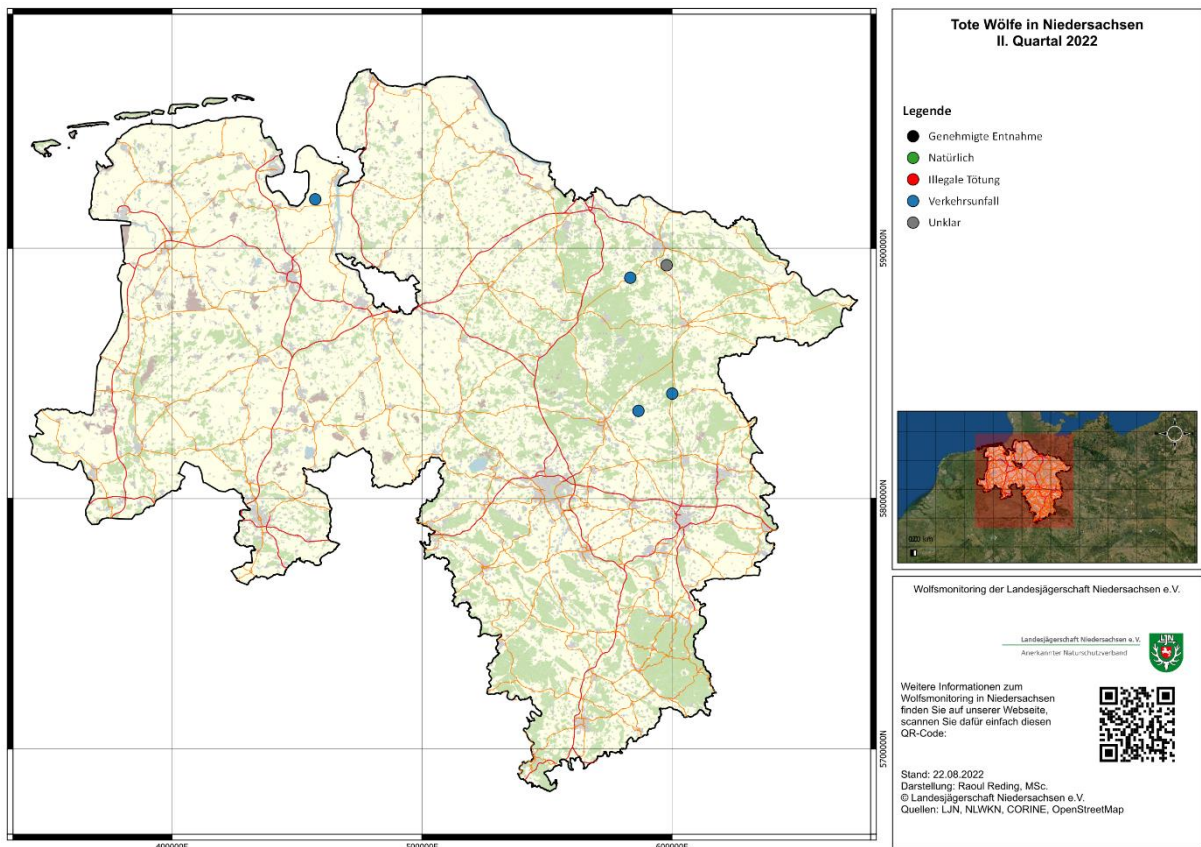 Tote Wölfe in Niedersachsen
II. Quartal 2022
Legende
Genehmigte Entnahme
Natürlich
Illegale Tötung
Verkehrsunfall
Unklar
5900000N
5800000N
5700000N
4000000E
5000000E
6000000E
Wolfsmonitoring der Landesjägerschaft Niedersachsen e.V.
Landesjägerschaft Niedersachsen e. V.
Anerkannter Naturschutzverband
LJN
Weitere Informationen zum
Wolfsmonitoring in Niedersachsen
finden Sie auf unserer Webseite,
scannen Sie dafür einfach diesen
QR-Code:
Stand: 22.08.2022
Darstellung: Raoul Reding, MSc.
© Landesjägerschaft Niedersachsen e.V.
Quellen: LJN, NLWKN, CORINE, OpenStreetMap